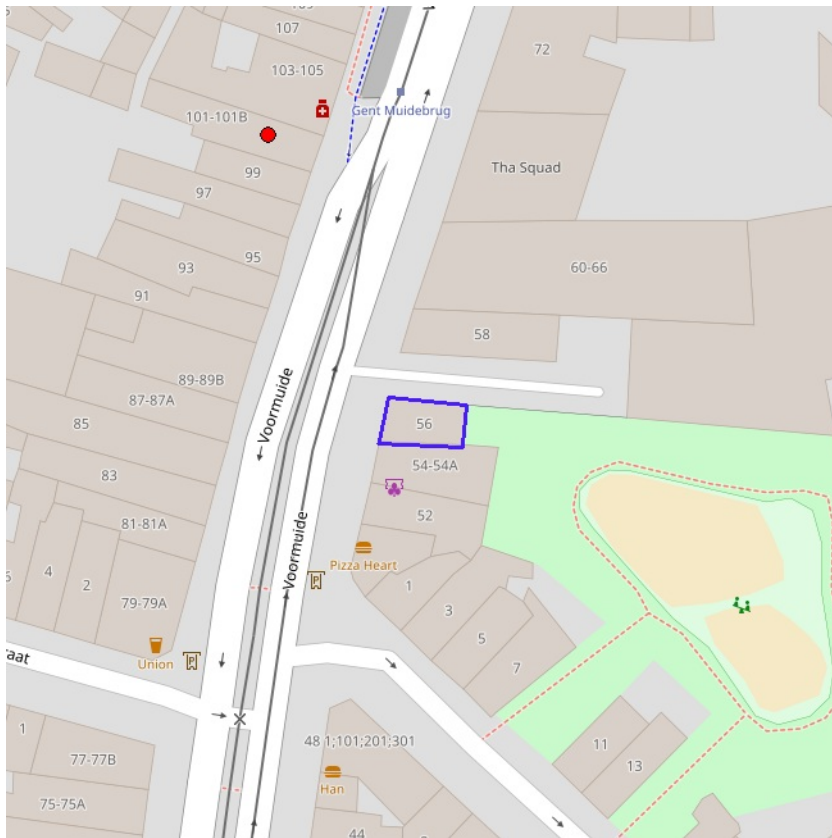 107
72
103-105
Gent Muidebrug
101-101B
Tha Squad
99
97
95
93
60-66
91
58
Voormuide
89-89B
87-87A
85
56
54-54A
83
52
81-81A
Voormuide
Pizza Heart
4
2
1
79-79A
3
5
Union
7
raat
1
48 1;101;201;301
11
77-77B
13
Han
75-75A
44